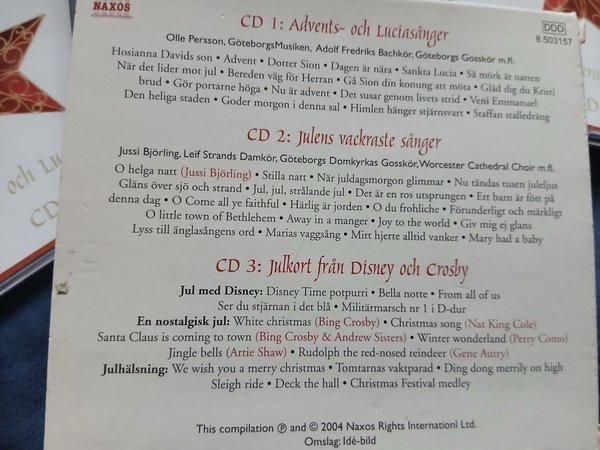 NAXOS
DDD
8.503157
CD 1: Advents- och Luciasånger
Olle Persson, GöteborgsMusiken, Adolf Fredriks Bachkör, Göteborgs Gosskör m.fl.
Hosianna Davids son • Advent • Dotter Sion • Dagen är nära • Sankta Lucia • Så mörk är natten
När det lider mot jul • Bereden väg för Herran • Gå Sion din konung att möta • Gläd dig du Kristi
brud • Gör portarne höga • Nu är advent • Det susar genom livets strid • Veni Emmanuel
Den heliga staden • Goder morgon i denna sal • Himlen hänger stjärnsvart • Staffan stalledräng
CD 2: Julens vackraste sånger
Jussi Björling, Leif Strands Damkör, Göteborgs Domkyrkas Gosskör, Worcester Cathedral Choir m.fl.
O helga natt (Jussi Björling) • Stilla natt • När juldagsmorgon glimmar • Nu tändas tusen juleljus
Gläns över sjö och strand • Jul, jul, strålande jul • Det är en ros utsprungen • Ett barn är fött på
denna dag • O Come all ye faithful • Härlig är jorden • O du frohliche • Förunderligt och märkligt
O little town of Bethlehem • Away in a manger • Joy to the world • Giv mig ej glans
Lyss till änglasångens ord • Marias vaggsång • Mitt hjerte alltid vanker • Mary had a baby
CD 3: Julkort från Disney och Crosby
Jul med Disney: Disney Time potpurri • Bella notte • From all of us
Ser du stjärnan i det blå • Militärmarsch nr 1 i D-dur
En nostalgisk jul: White christmas (Bing Crosby) • Christmas song (Nat King Cole)
Santa Claus is coming to town (Bing Crosby & Andrew Sisters) • Winter wonderland (Perry Como)
Jingle bells (Artie Shaw) • Rudolph the red-nosed reindeer (Gene Autry)
Julhälsning: We wish you a merry christmas • Tomtarnas vaktparad • Ding dong merrily on high
Sleigh ride • Deck the hall • Christmas Festival medley
This compilation ℗ and © 2004 Naxos Rights Internationl Ltd.
Omslag: Idé-bild
och Luc
CD